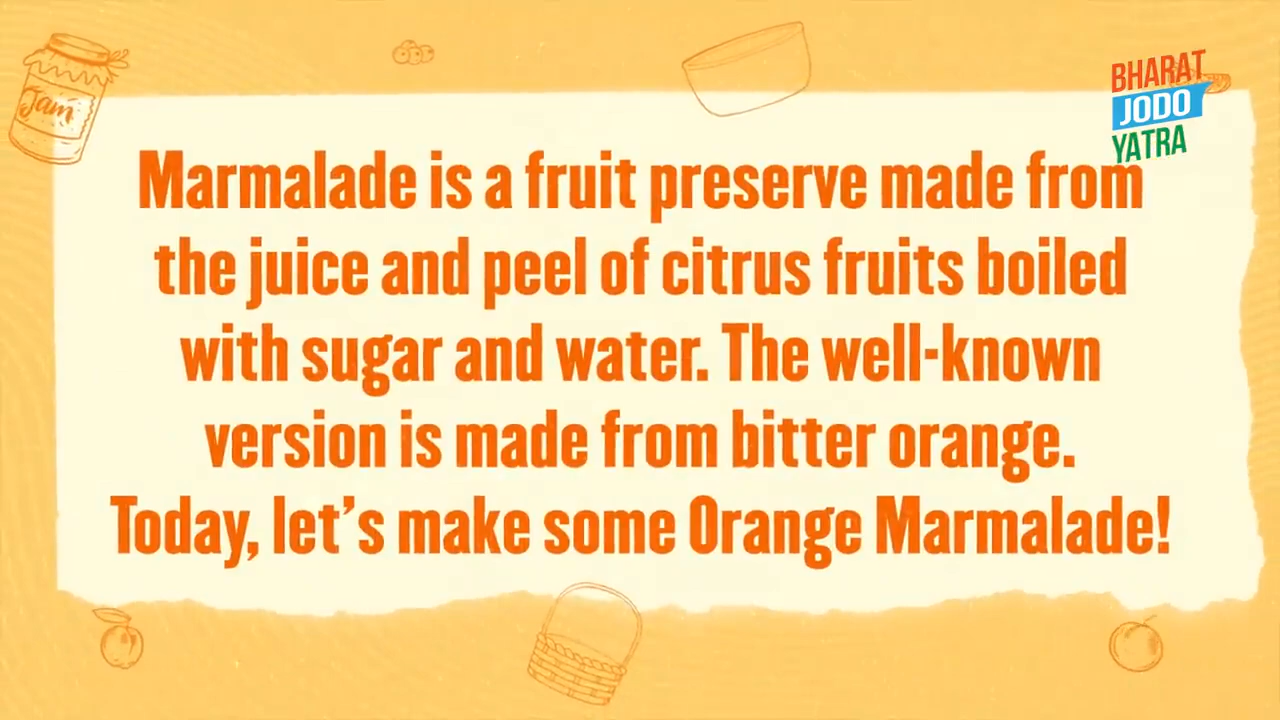 Jam
BHARAT
JODO
YATRA
Marmalade is a fruit preserve made from
the juice and peel of citrus fruits boiled
with sugar and water. The well-known
version is made from bitter orange.
Today, let's make some Orange Marmalade!